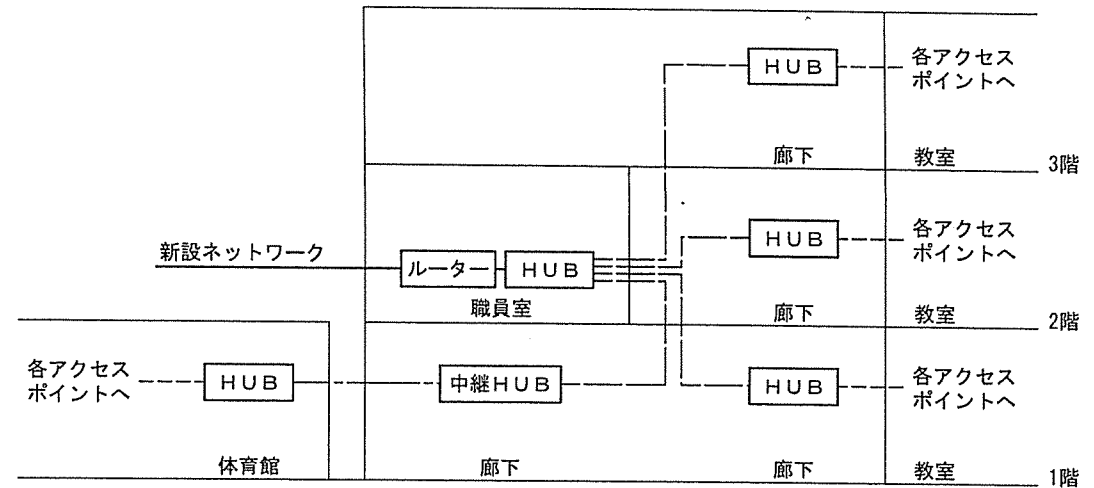 HUB
各アクセス
ポイントへ
廊下
教室
3階
新設ネットワーク
ルーター
HUB
職員室
HUB
各アクセス
ポイントへ
廊下
教室
2階
各アクセス
ポイントへ
HUB
中継HUB
HUB
各アクセス
ポイントへ
体育館
廊下
廊下
教室
1階